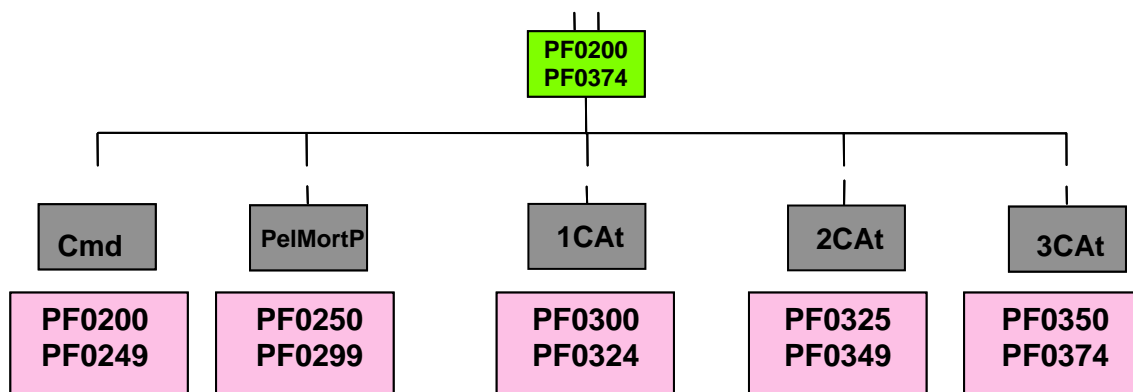 PF0200
PF0374
Cmd
PelMortP
1CAt
2CAt
3CAt
PF0200
PF0249
PF0250
PF0299
PF0300
PF0324
PF0325
PF0349
PF0350
PF0374